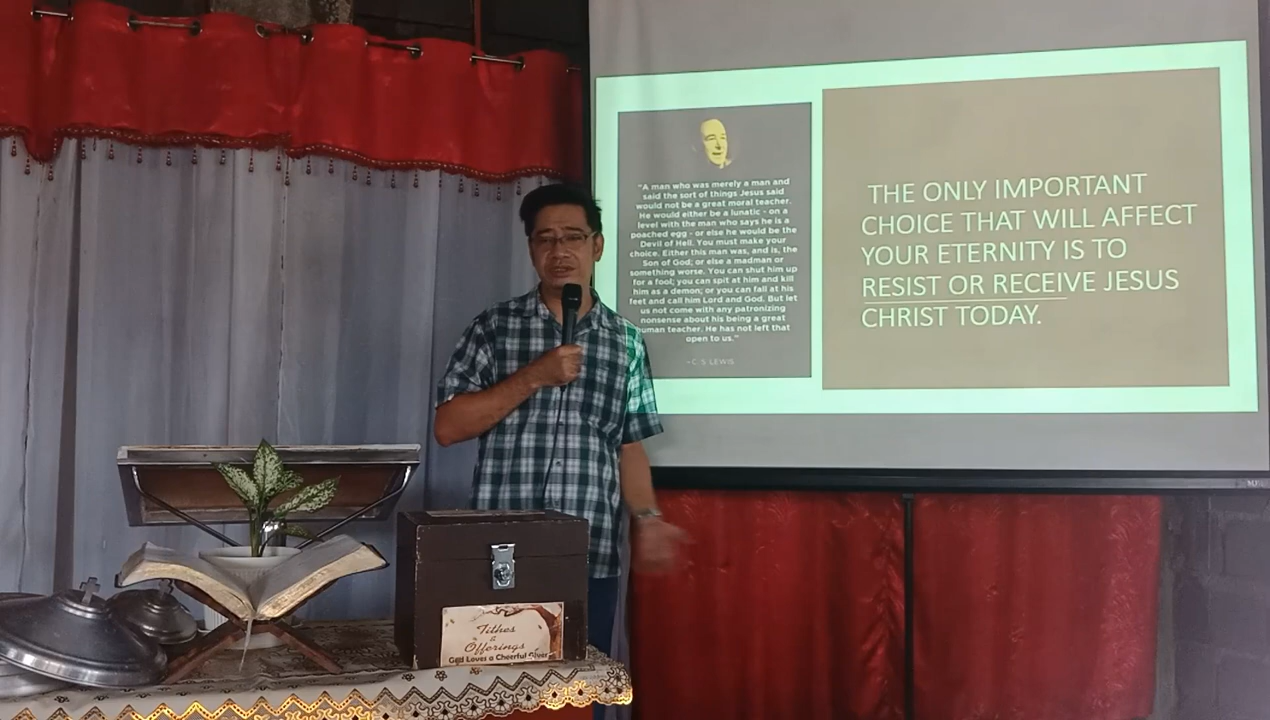 "A man who was merely a man and
said the sort of things Jesus said
would not be a great moral teacher.
He would either be a lunatic - on a
level with the man who says he is a
poached egg - or else he would be the
Devil of Hell. You must make your
choice. Either this man was, and is, the
Son of God; or else a madman or
something worse. You can shut him up
for a fool; you can spit at him and kill
him as a demon; or you can fall at his
feet and call him Lord and God. But let
us not come with any patronizing
nonsense about his being a great
human teacher. He has not left that
open to us."
~C. S. LEWIS
THE ONLY IMPORTANT
CHOICE THAT WILL AFFECT
YOUR ETERNITY IS TO
RESIST OR RECEIVE JESUS
CHRIST TODAY.
Tithes
&
Offerings
God Loves a Cheerful Giver